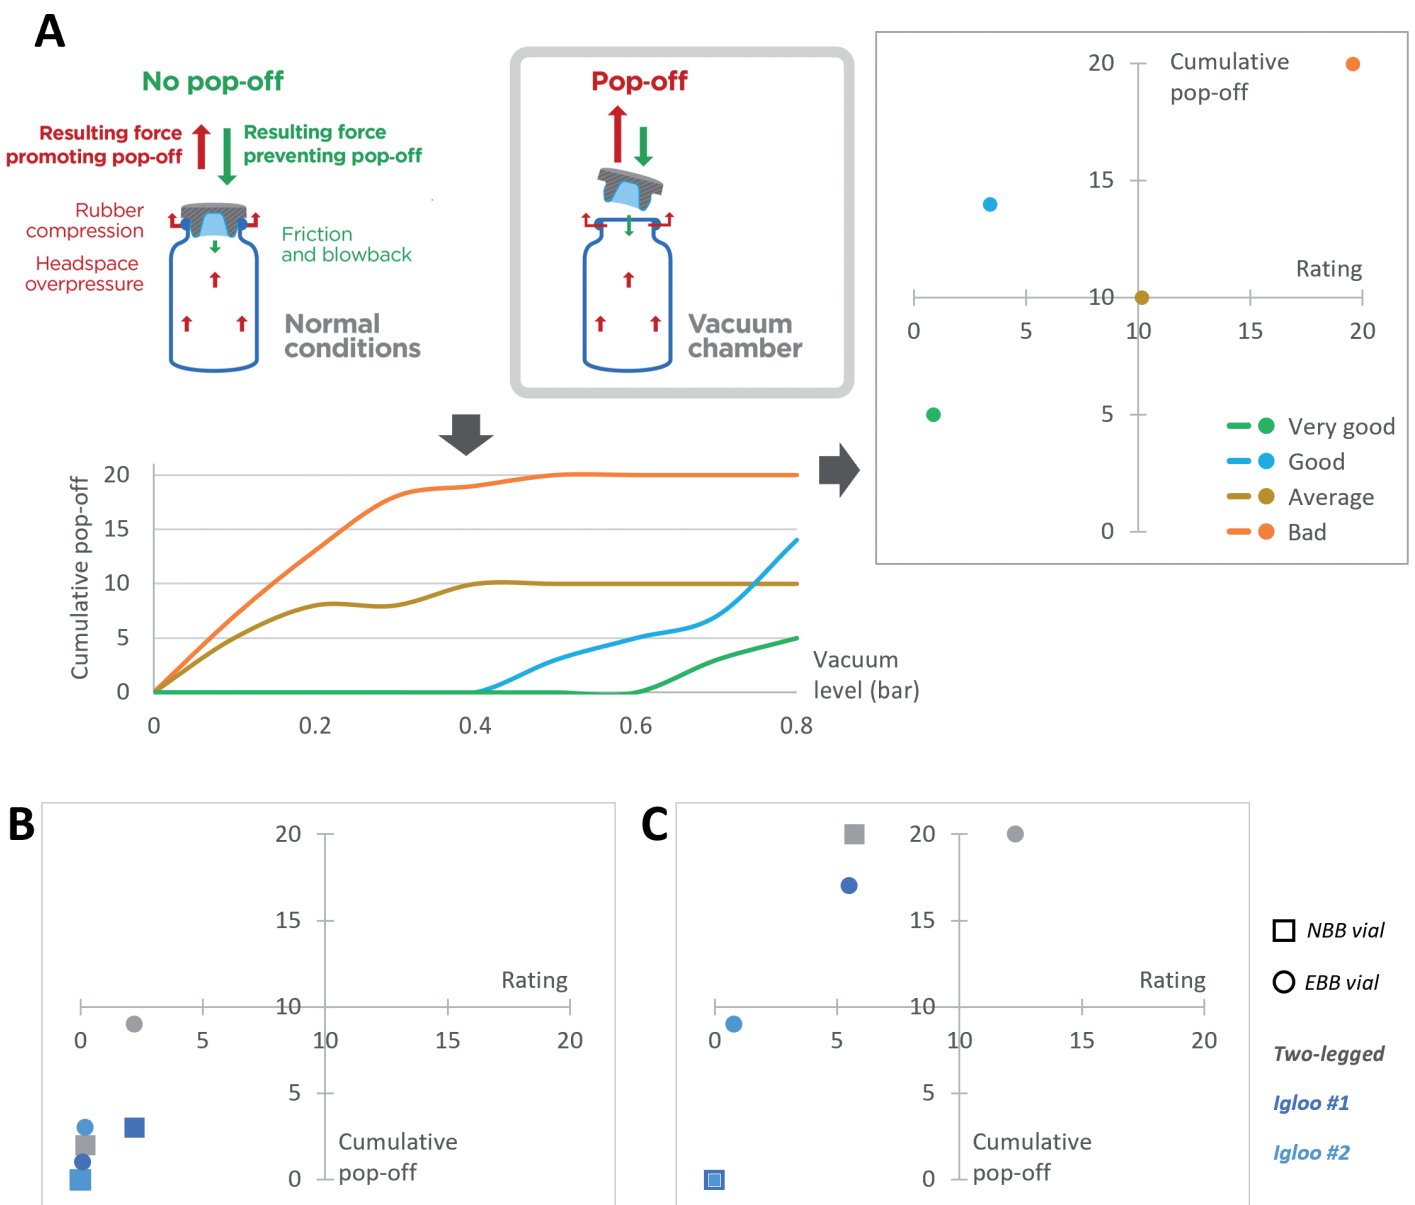 A
No pop-off
Resulting force
promoting pop-off
Resulting force
preventing pop-off
Rubber
compression
Headspace
overpressure
Friction
and blowback
Normal
conditions
Pop-off
Vacuum
chamber
20
Cumulative
pop-off
15
Rating
10
0 5 10 15 20
5
0
Very good
Good
Average
Bad
Cumulative pop-off
20
15
10
5
0
0 0.2 0.4 0.6 0.8
Vacuum
level (bar)
B
20
15
Rating
10
0 5 10 15 20
5
Cumulative
pop-off
0
C
20
15
Rating
10
0 5 10 15 20
5
Cumulative
pop-off
0
NBB vial
EBB vial
Two-legged
Igloo #1
Igloo #2